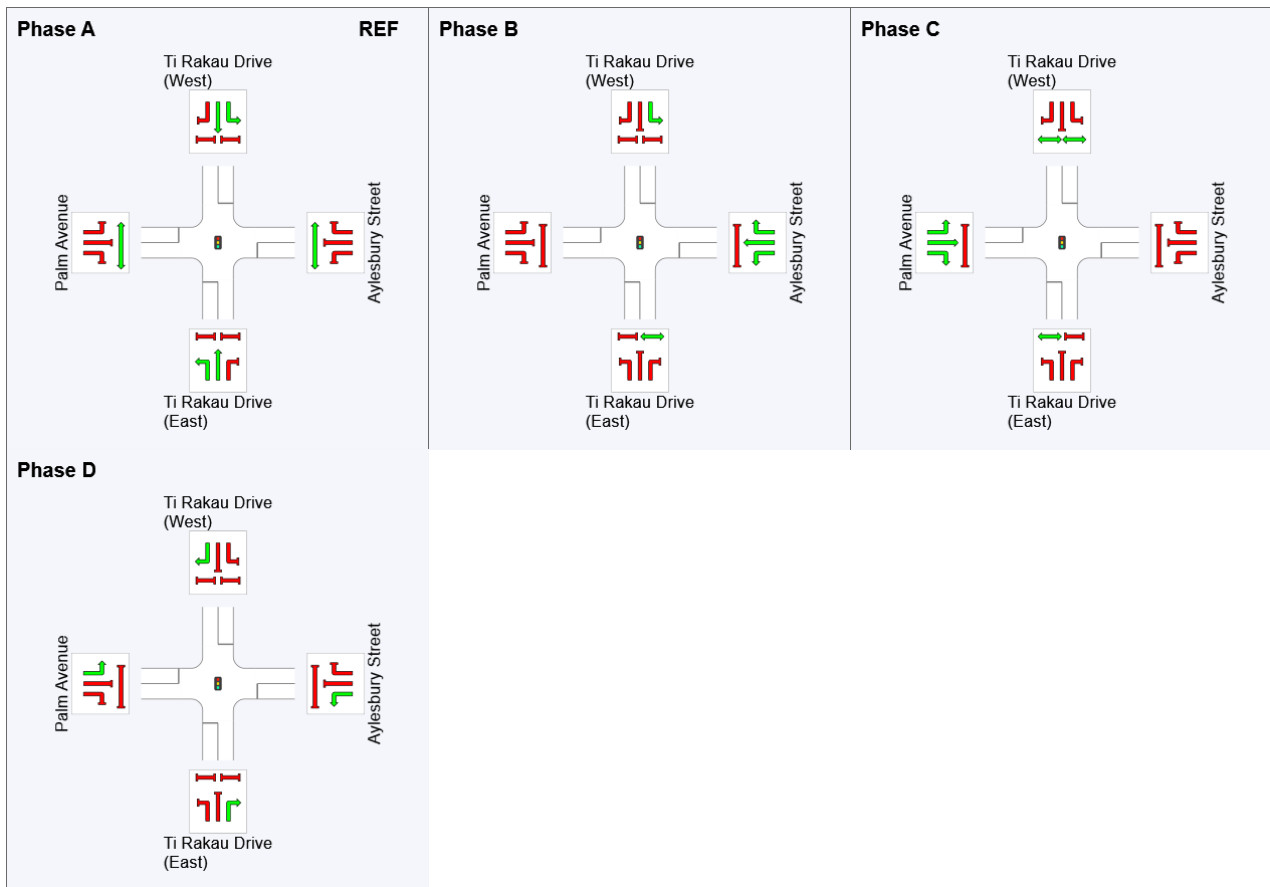 Phase A
REF
Ti Rakau Drive
(West)
Palm Avenue
Aylesbury Street
Ti Rakau Drive
(East)
Phase B
Ti Rakau Drive
(West)
Palm Avenue
Aylesbury Street
Ti Rakau Drive
(East)
Phase C
Ti Rakau Drive
(West)
Palm Avenue
Aylesbury Street
Ti Rakau Drive
(East)
Phase D
Ti Rakau Drive
(West)
Palm Avenue
Aylesbury Street
Ti Rakau Drive
(East)